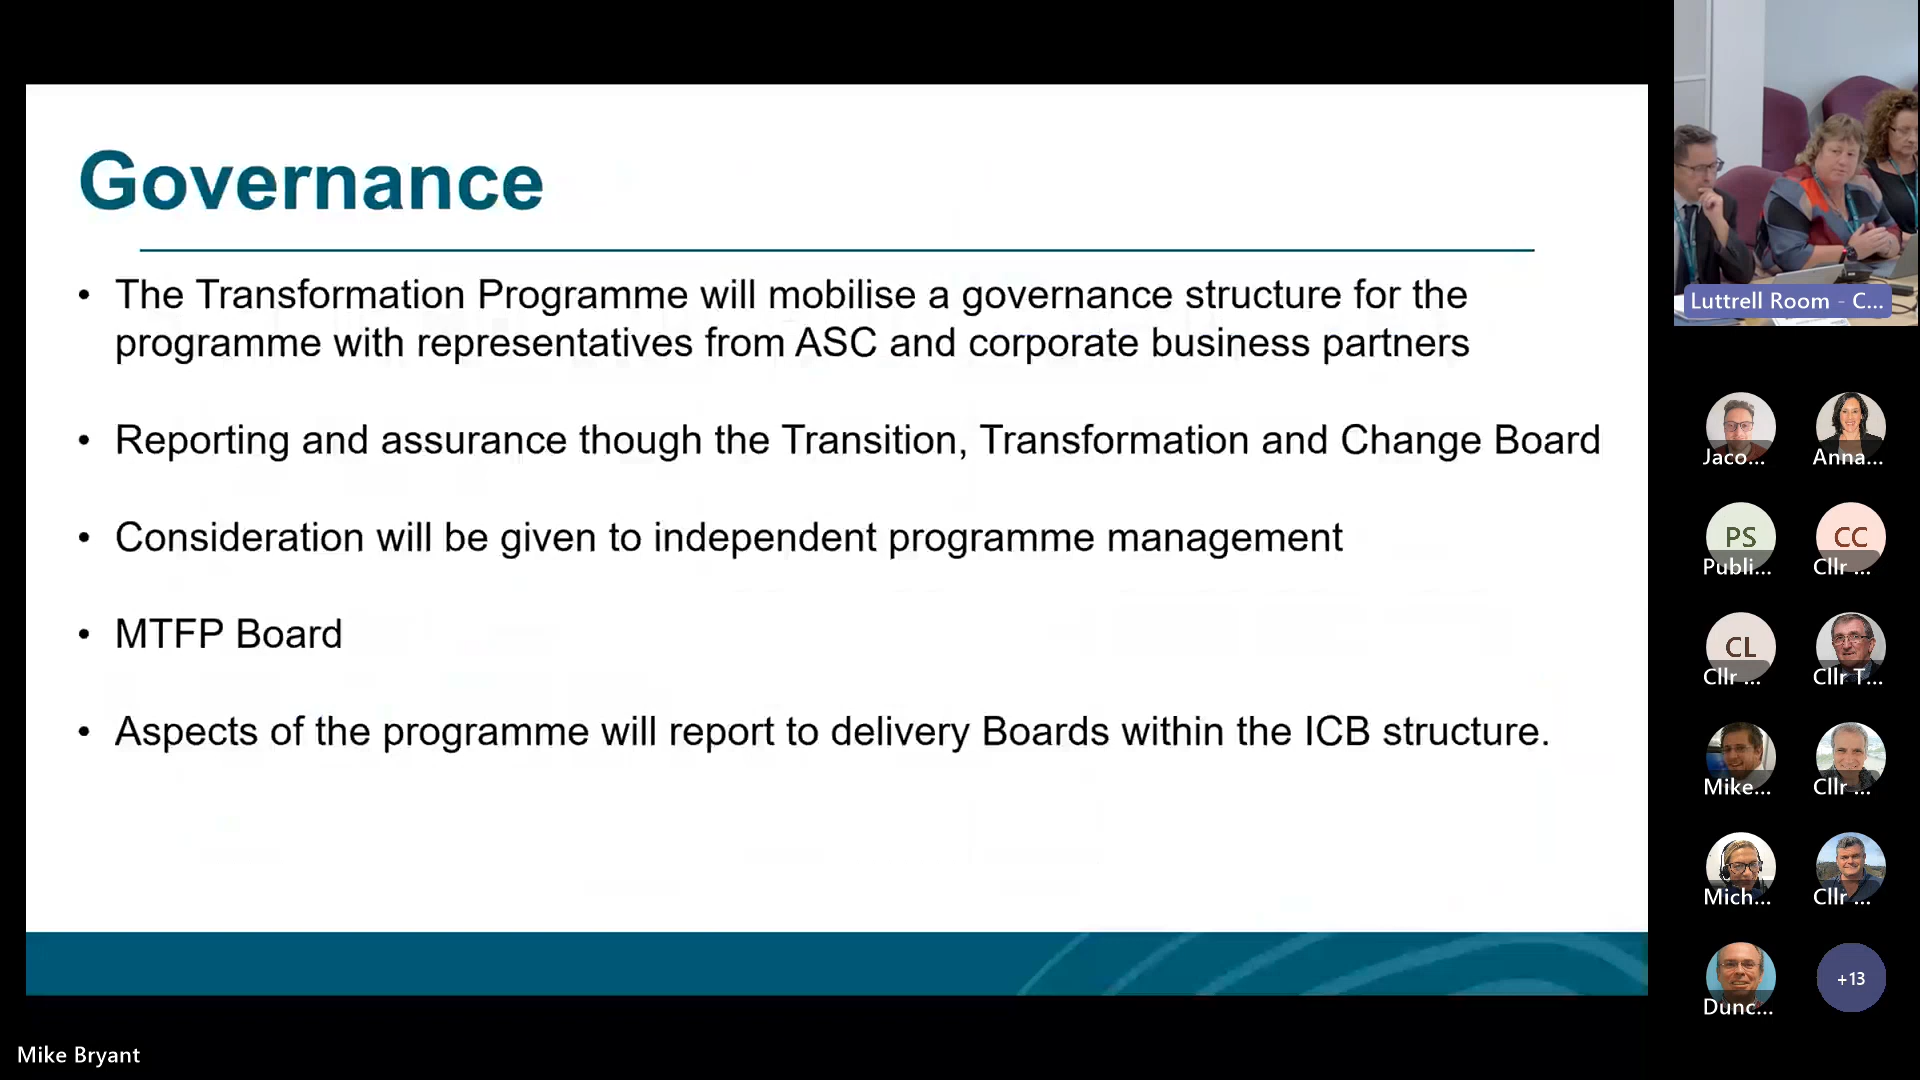 Governance
• The Transformation Programme will mobilise a governance structure for the
programme with representatives from ASC and corporate business partners
• Reporting and assurance though the Transition, Transformation and Change Board
• Consideration will be given to independent programme management
• MTFP Board
• Aspects of the programme will report to delivery Boards within the ICB structure.
Luttrell Room - C...
Jaco...
Anna...
PS
Publi...
CC
Cllr ...
CL
Cllr ...
Cllr T...
Mike...
Cllr ...
Mich...
Cllr ...
Dunc...
+13
Mike Bryant